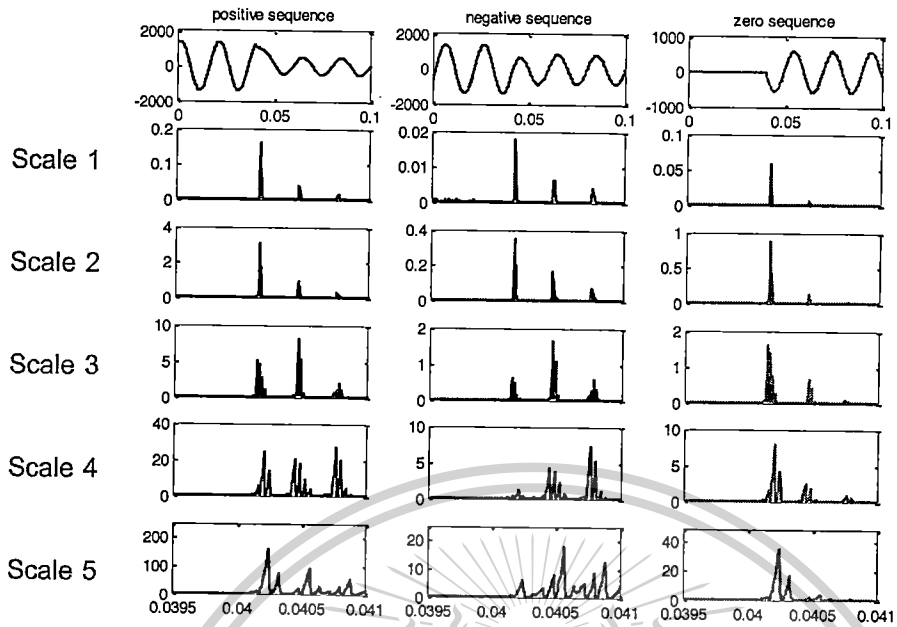 positive sequence negative sequence zero sequence
2000 2000 1000
0 0 0
-2000 -2000 -1000
0 0.05 0.1 0 0.05 0.1 0 0.05 0.1
Scale 1
0.2 0.02 0.1
0.1 0.01 0.05
0 0 0
Scale 2
4 0.4 1
2 0.2 0.5
0 0 0
Scale 3
10 2 2
5 1 1
0 0 0
Scale 4
40 10 10
20 5 5
0 0 0
Scale 5
200 20 40
100 10 20
0 0 0
0.0395 0.04 0.0405 0.041 0.0395 0.04 0.0405 0.041 0.0395 0.04 0.0405 0.041